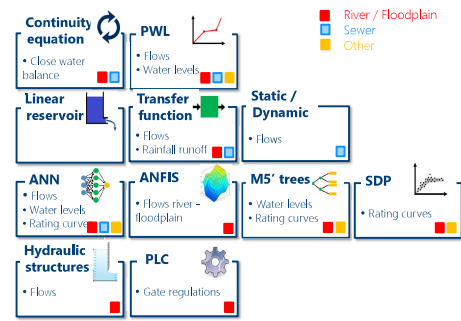 River / Floodplain
Sewer
Other
Continuity
equation
• Close water
balance
PWL
• Flows
• Water levels
Linear
reservoir
Transfer
function
• Flows
• Rainfall runoff
Static /
Dynamic
• Flows
ANN
• Flows
• Water levels
• Rating curves
ANFIS
• Flows river –
floodplain
M5' trees
• Water levels
• Rating curves
SDP
• Rating curves
Hydraulic
structures
• Flows
PLC
• Gate regulations